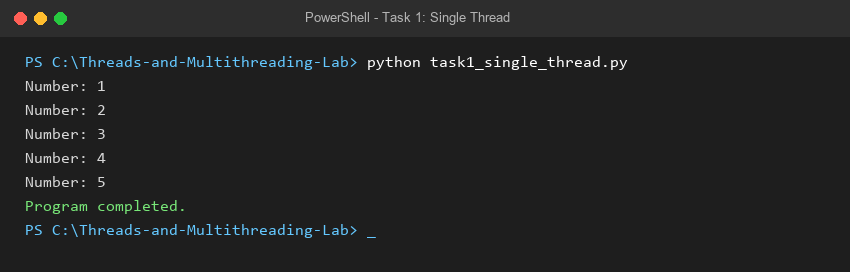 PowerShell - Task 1: Single Thread
PS C:\Threads-and-Multithreading-Lab> python task1_single_thread.py
Number: 1
Number: 2
Number: 3
Number: 4
Number: 5
Program completed.
PS C:\Threads-and-Multithreading-Lab> _